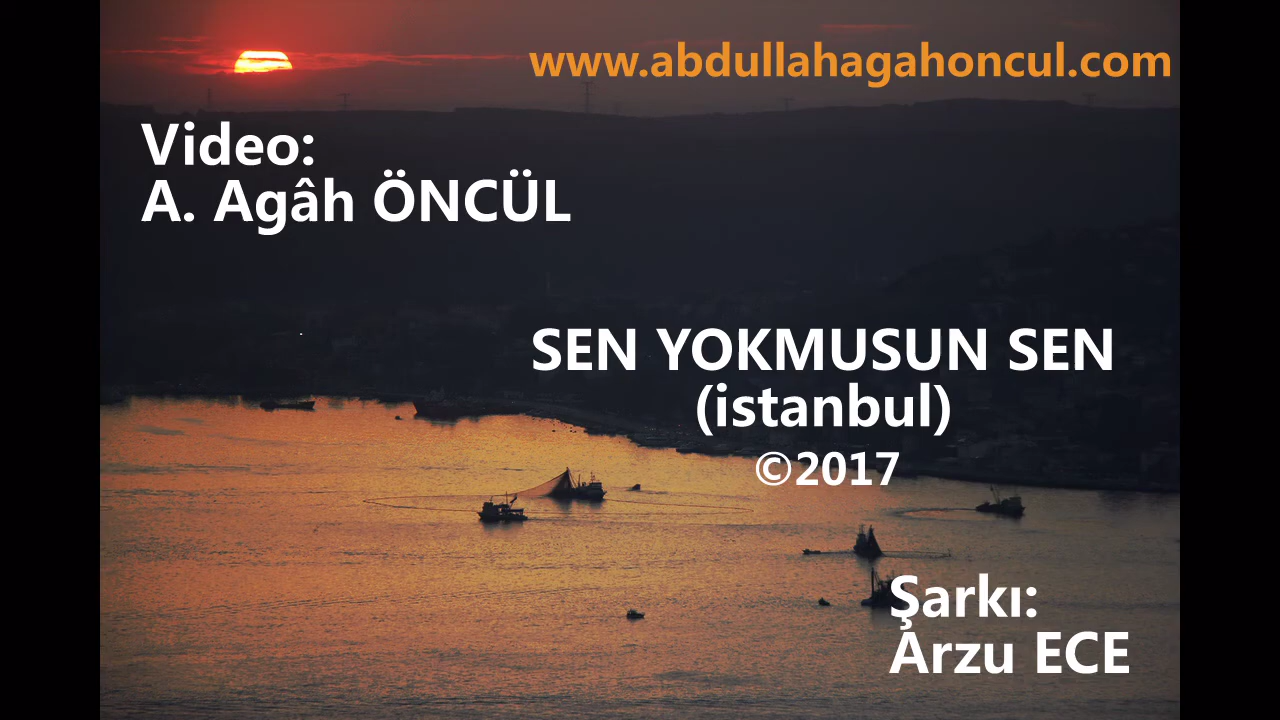 www.abdullahagahoncul.com
Video:
A. Agâh ÖNCÜL
SEN YOKMUSUN SEN
(istanbul)
©2017
Şarkı:
Arzu ECE